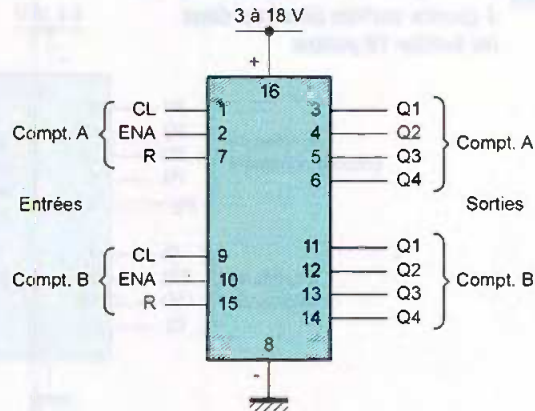 3 à 18 V
+
16
CL 1 3 Q1
Compt. A ENA 2 4 Q2 Compt. A
R 7 5 Q3
6 Q4
Entrées Sorties
CL 9 11 Q1
Compt. B ENA 10 12 Q2 Compt. B
R 15 13 Q3
14 Q4
8
-